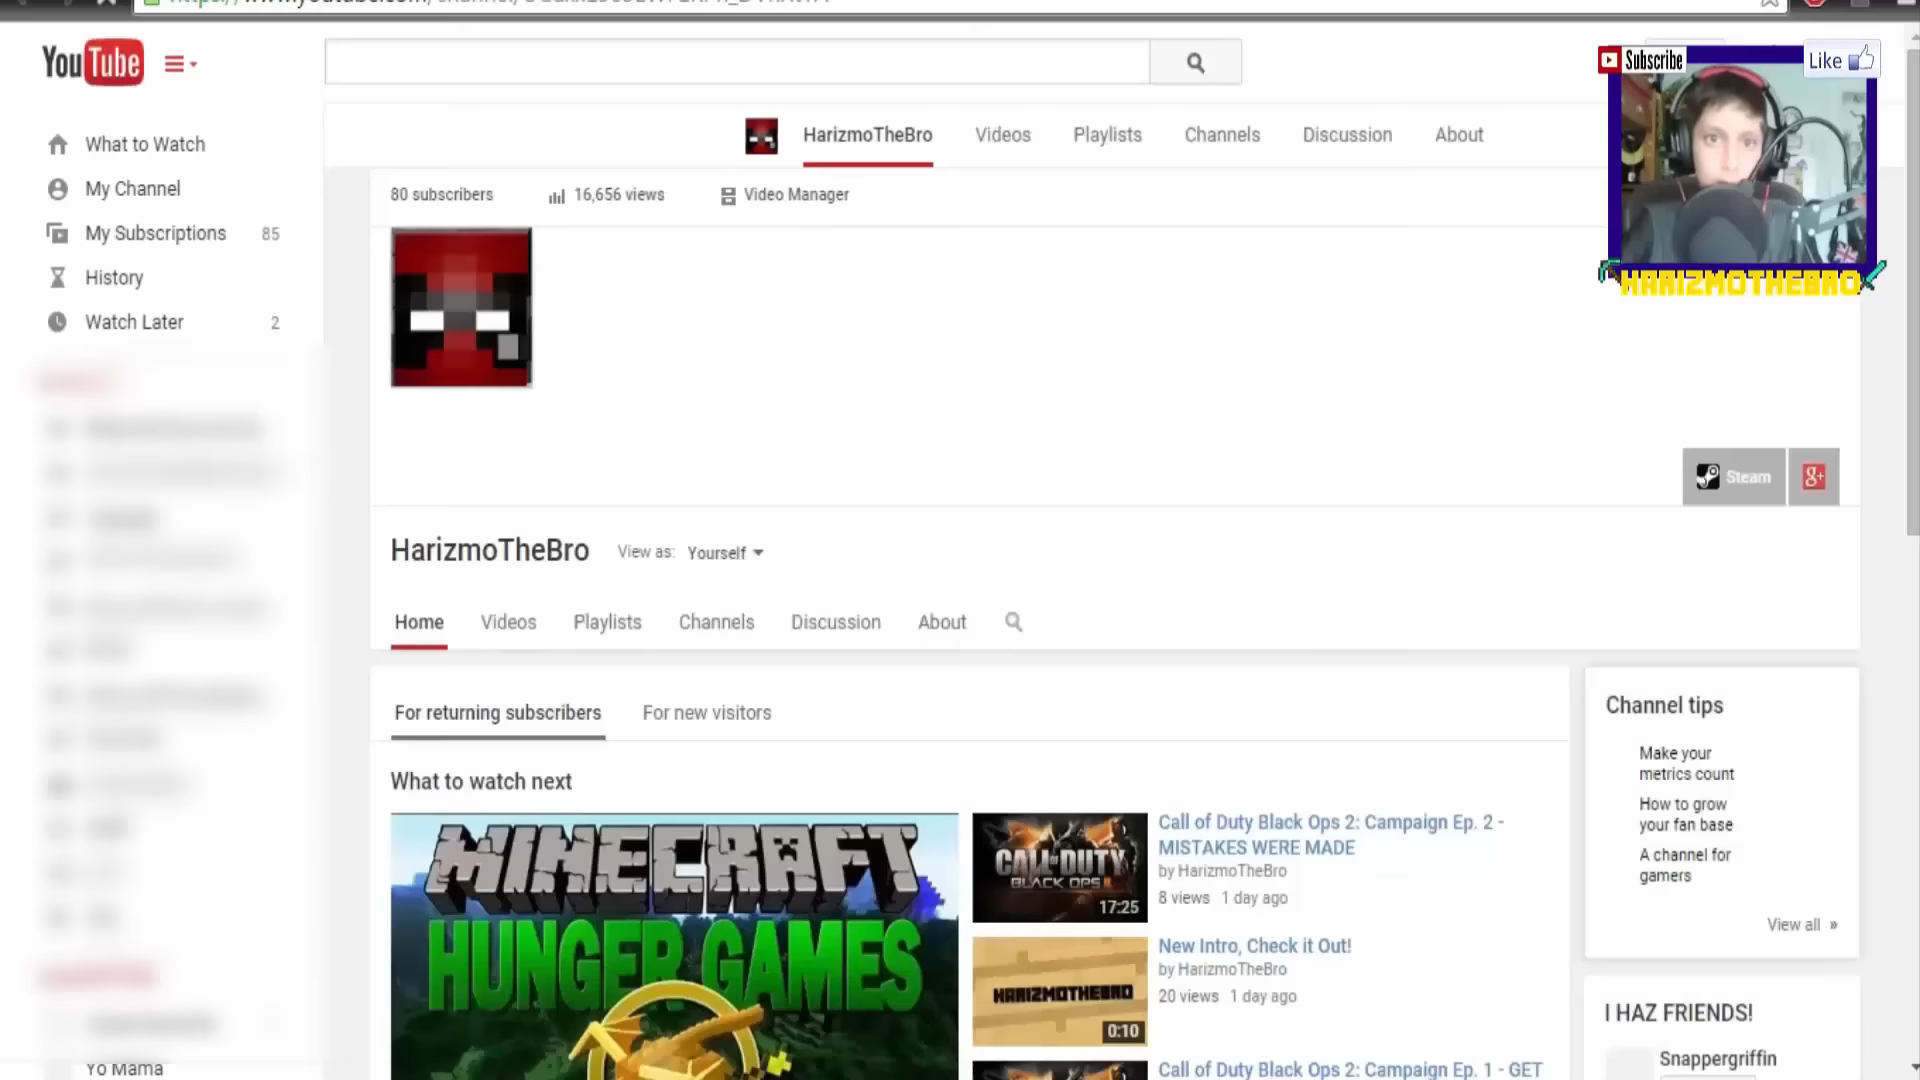 YouTube
Subscribe
Like
HARIZMOTHEBRO
What to Watch
My Channel
My Subscriptions 85
History
Watch Later 2
Yo Mama
HarizmoTheBro Videos Playlists Channels Discussion About
80 subscribers 16,656 views Video Manager
Steam g+
HarizmoTheBro View as: Yourself
Home Videos Playlists Channels Discussion About
For returning subscribers For new visitors
What to watch next
MINECRAFT
HUNGER GAMES
CALL OF DUTY
BLACK OPS II
17:25
Call of Duty Black Ops 2: Campaign Ep. 2 -
MISTAKES WERE MADE
by HarizmoTheBro
8 views 1 day ago
HARIZMOTHEBRO
0:10
New Intro, Check it Out!
by HarizmoTheBro
20 views 1 day ago
Call of Duty Black Ops 2: Campaign Ep. 1 - GET
Channel tips
Make your
metrics count
How to grow
your fan base
A channel for
gamers
View all »
I HAZ FRIENDS!
Snappergriffin